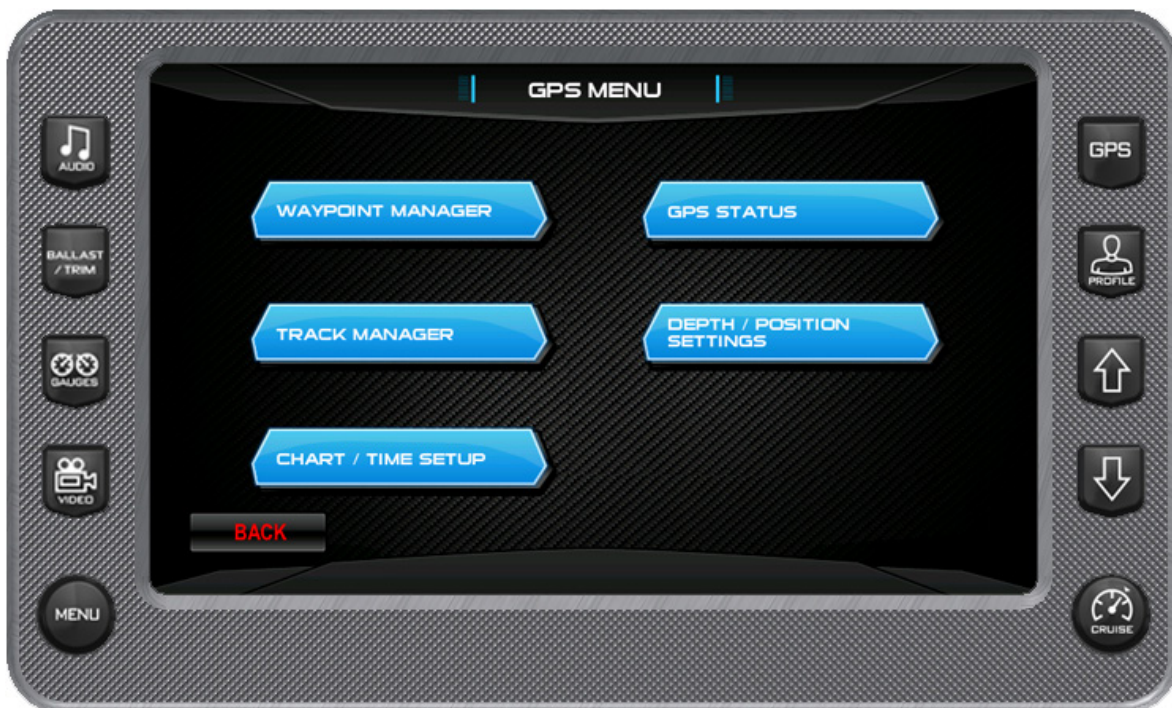 GPS MENU
AUDIO
BALLAST
/ TRIM
GAUGES
VIDEO
MENU
WAYPOINT MANAGER
GPS STATUS
TRACK MANAGER
DEPTH / POSITION
SETTINGS
CHART / TIME SETUP
BACK
GPS
PROFILE
CRUISE